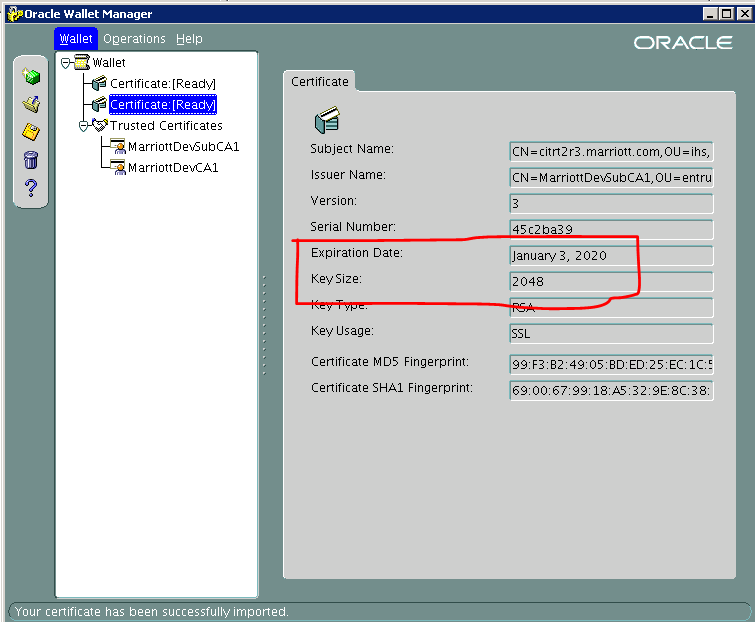 Oracle Wallet Manager
Wallet Operations Help
ORACLE
Wallet
Certificate:[Ready]
Certificate:[Ready]
Trusted Certificates
MarriottDevSubCA1
MarriottDevCA1
Certificate
Subject Name: CN=citrt2r3.marriott.com,OU=ihs,
Issuer Name: CN=MarriottDevSubCA1,OU=entru
Version: 3
Serial Number: 45c2ba39
Expiration Date: January 3, 2020
Key Size: 2048
Key Type: RSA
Key Usage: SSL
Certificate MD5 Fingerprint: 99:F3:B2:49:05:BD:ED:25:EC:1C:5
Certificate SHA1 Fingerprint: 69:00:67:99:18:A5:32:9E:8C:38:
Your certificate has been successfully imported.